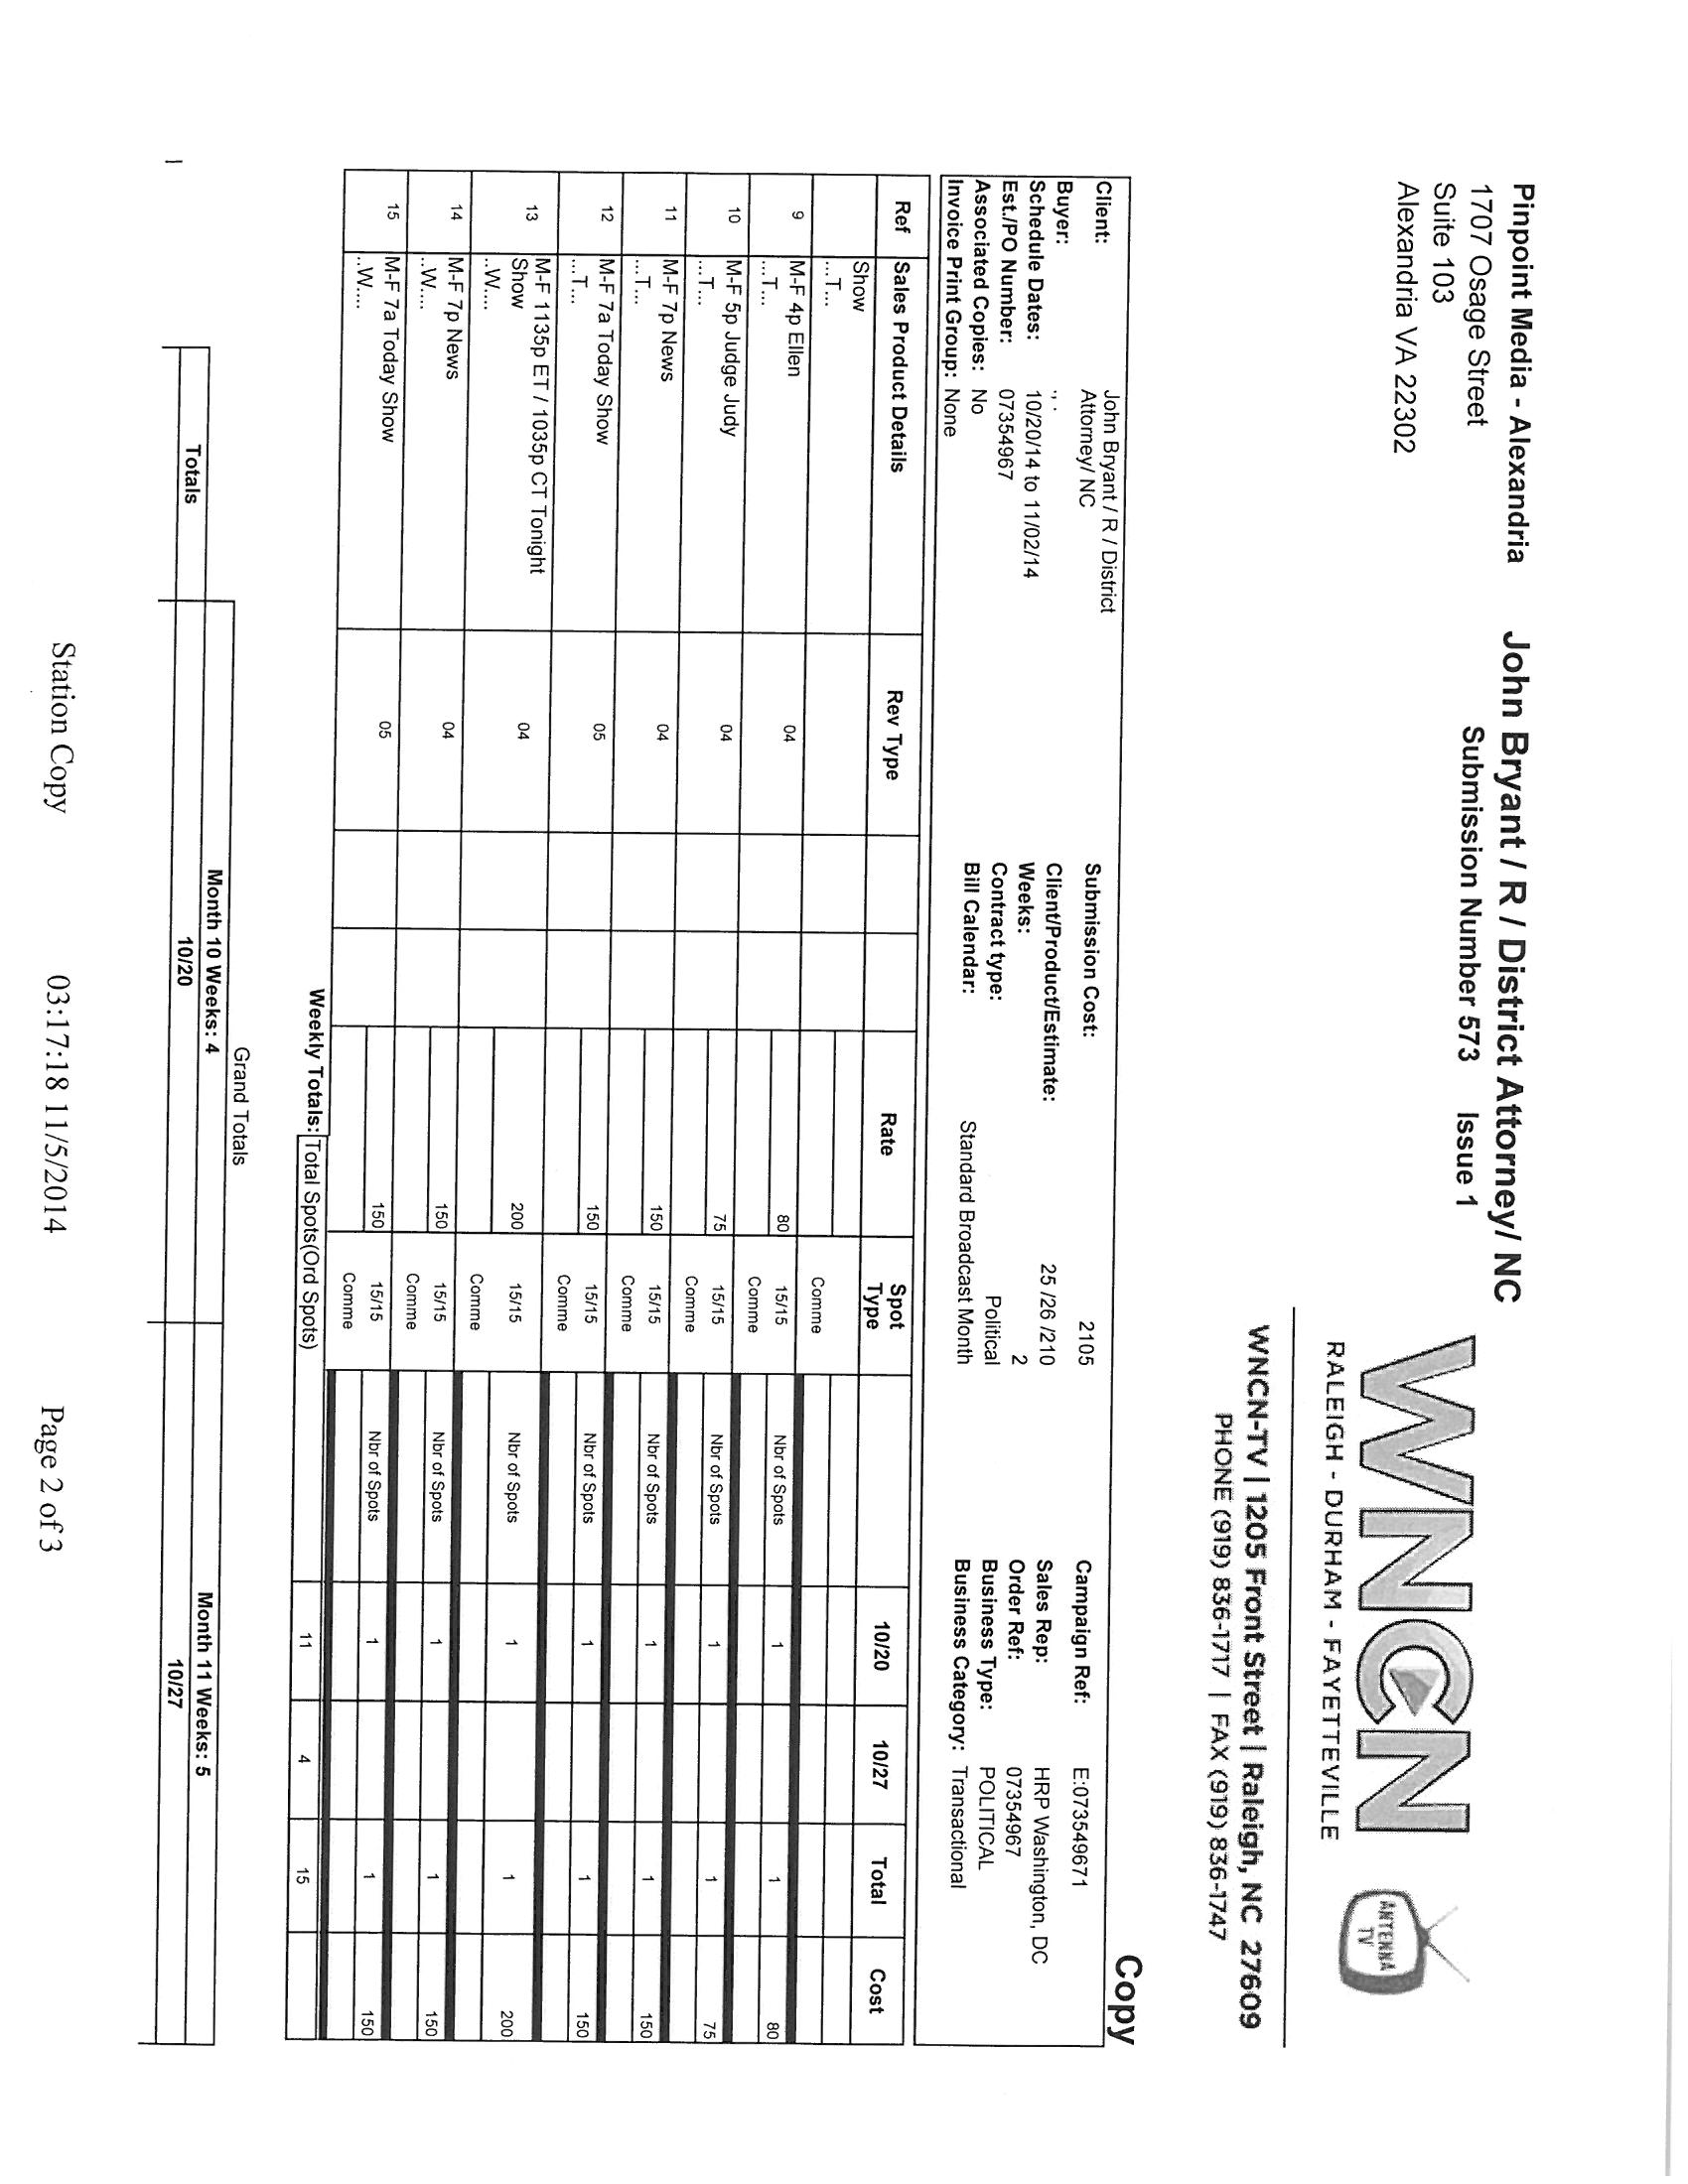 Pinpoint Media - Alexandria
1707 Osage Street
Suite 103
Alexandria VA 22302
John Bryant / R / District Attorney/ NC
Submission Number 573 Issue 1
WNCN
RALEIGH - DURHAM - FAYETTEVILLE
ANTENNA
TV
WNCN-TV | 1205 Front Street | Raleigh, NC 27609
PHONE (919) 836-1717 | FAX (919) 836-1747
Copy
Client: John Bryant / R / District
Attorney/ NC
Buyer: , .
Schedule Dates: 10/20/14 to 11/02/14
Est./PO Number: 07354967
Associated Copies: No
Invoice Print Group: None
Submission Cost: 2105
Client/Product/Estimate: 25 /26 /210
Weeks: 2
Contract type: Political
Bill Calendar: Standard Broadcast Month
Campaign Ref: E:073549671
Sales Rep: HRP Washington, DC
Order Ref: 07354967
Business Type: POLITICAL
Business Category: Transactional
Ref Sales Product Details Rev Type Rate Spot Type 10/20 10/27 Total Cost
Show
...T... Comme
9 M-F 4p Ellen 04 80 15/15 Nbr of Spots 1 1 80
...T... Comme
10 M-F 5p Judge Judy 04 75 15/15 Nbr of Spots 1 1 75
...T... Comme
11 M-F 7p News 04 150 15/15 Nbr of Spots 1 1 150
...T... Comme
12 M-F 7a Today Show 05 150 15/15 Nbr of Spots 1 1 150
...T... Comme
13 M-F 1135p ET / 1035p CT Tonight
Show 04 200 15/15 Nbr of Spots 1 1 200
..W.... Comme
14 M-F 7p News 04 150 15/15 Nbr of Spots 1 1 150
..W.... Comme
15 M-F 7a Today Show 05 150 15/15 Nbr of Spots 1 1 150
..W.... Comme
Weekly Totals: Total Spots(Ord Spots) 11 4 15
Grand Totals
Month 10 Weeks: 4 Month 11 Weeks: 5
Totals 10/20 10/27
Station Copy 03:17:18 11/5/2014 Page 2 of 3